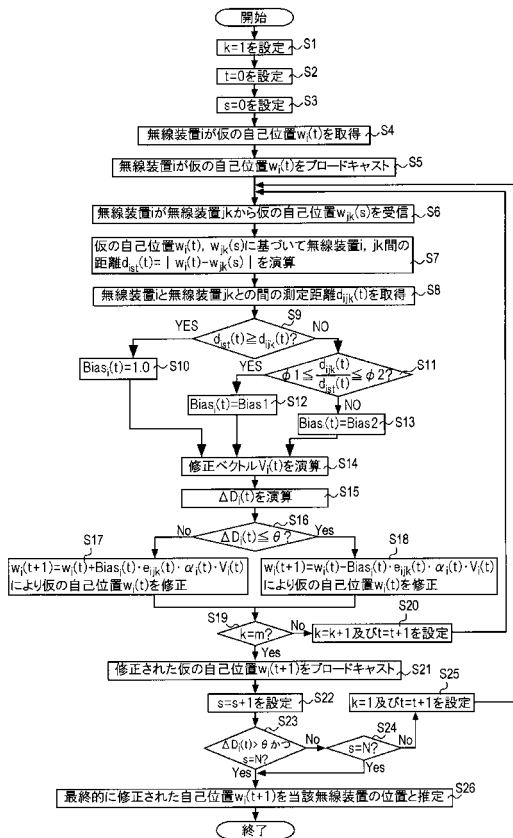 開始
k=1を設定 S1
t=0を設定 S2
s=0を設定 S3
無線装置iが仮の自己位置wi(t)を取得 S4
無線装置iが仮の自己位置wi(t)をブロードキャスト S5
無線装置iが無線装置jkから仮の自己位置wjk(s)を受信 S6
仮の自己位置wi(t), wjk(s)に基づいて無線装置i, jk間の
距離dist(t)=|wi(t)-wjk(s)|を演算 S7
無線装置iと無線装置jkとの間の測定距離dijk(t)を取得 S8
S9
YES dist(t)≧dijk(t)? NO
Biasi(t)=1.0 S10
YES φ1≦dijk(t)/dist(t)≦φ2? S11
Biasi(t)=Bias1 S12
NO
Biasi(t)=Bias2 S13
修正ベクトルVi(t)を演算 S14
ΔDi(t)を演算 S15
S16
No ΔDi(t)≦θ? Yes
S17
wi(t+1)=wi(t)+Biasi(t)・eijk(t)・αi(t)・Vi(t)
により仮の自己位置wi(t)を修正
S18
wi(t+1)=wi(t)-Biasi(t)・eijk(t)・αi(t)・Vi(t)
により仮の自己位置wi(t)を修正
S19
k=m? No
S20
k=k+1及びt=t+1を設定
Yes
修正された仮の自己位置wi(t+1)をブロードキャスト S21
s=s+1を設定 S22
S25
k=1及びt=t+1を設定
S23
ΔDi(t)>θかつ
s=N?
No
S24
s=N? No
Yes
Yes
最終的に修正された自己位置wi(t+1)を当該無線装置の位置と推定 S26
終了